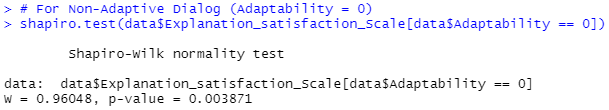 > # For Non-Adaptive Dialog (Adaptability = 0)
> shapiro.test(data$Explanation_satisfaction_Scale[data$Adaptability == 0])
Shapiro-Wilk normality test
data:  data$Explanation_satisfaction_Scale[data$Adaptability == 0]
W = 0.96048, p-value = 0.003871